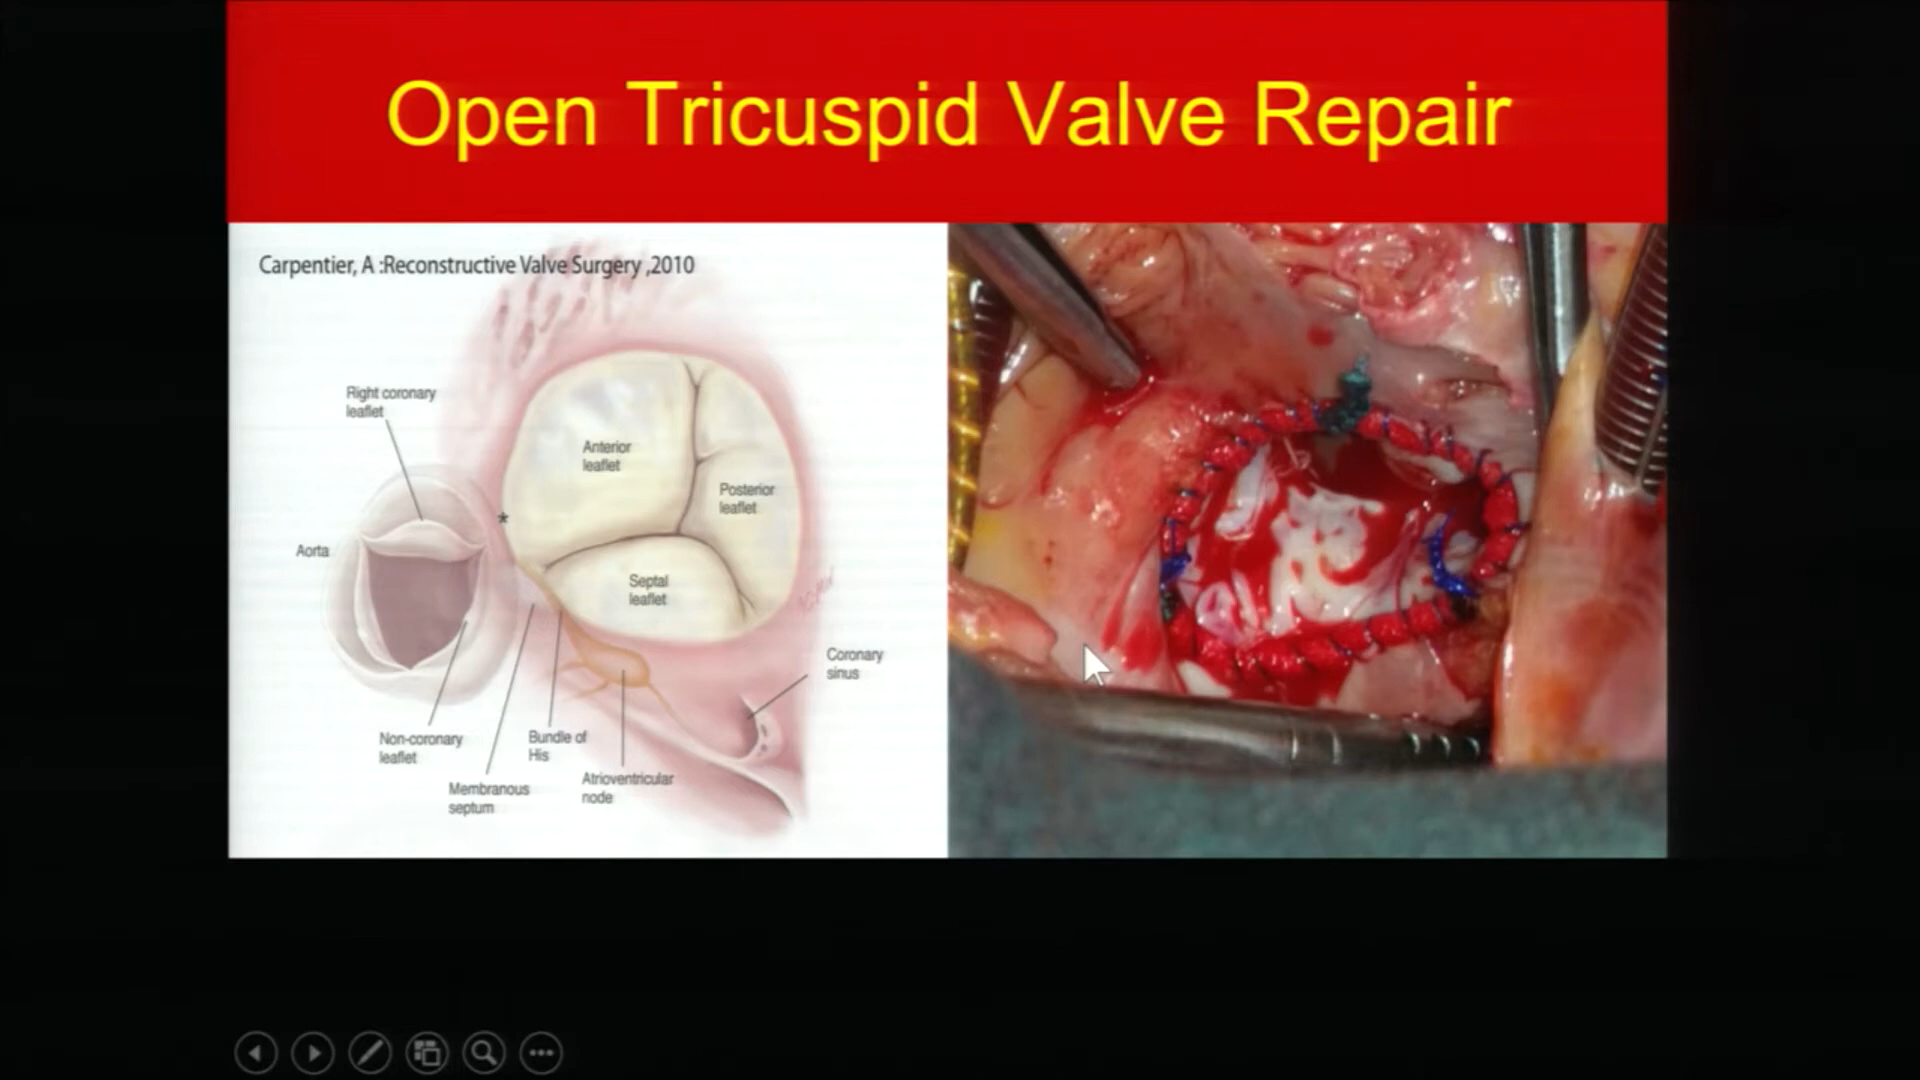 Open Tricuspid Valve Repair
Carpentier, A :Reconstructive Valve Surgery ,2010
Right coronary
leaflet
Anterior
leaflet
Posterior
leaflet
*
Aorta
Septal
leaflet
Coronary
sinus
Non-coronary
leaflet
Bundle of
His
Membranous
septum
Atrioventricular
node